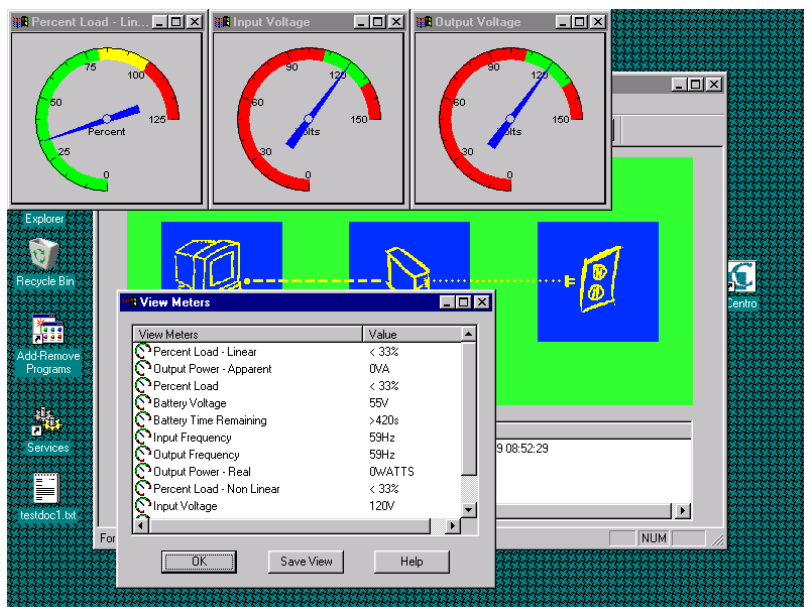 Percent Load - Lin...
75
100
50
125
Percent
25
0
Input Voltage
90
120
60
150
30
0
Output Voltage
90
120
60
150
30
0
Explorer
Recycle Bin
Add-Remove
Programs
Services
testdoc1.txt
Centro
View Meters
View Meters Value
Percent Load - Linear < 33%
Output Power - Apparent 0VA
Percent Load < 33%
Battery Voltage 55V
Battery Time Remaining >420s
Input Frequency 59Hz
Output Frequency 59Hz
Output Power - Real 0WATTS
Percent Load - Non Linear < 33%
Input Voltage 120V
OK Save View Help
9 08:52:29
For
NUM